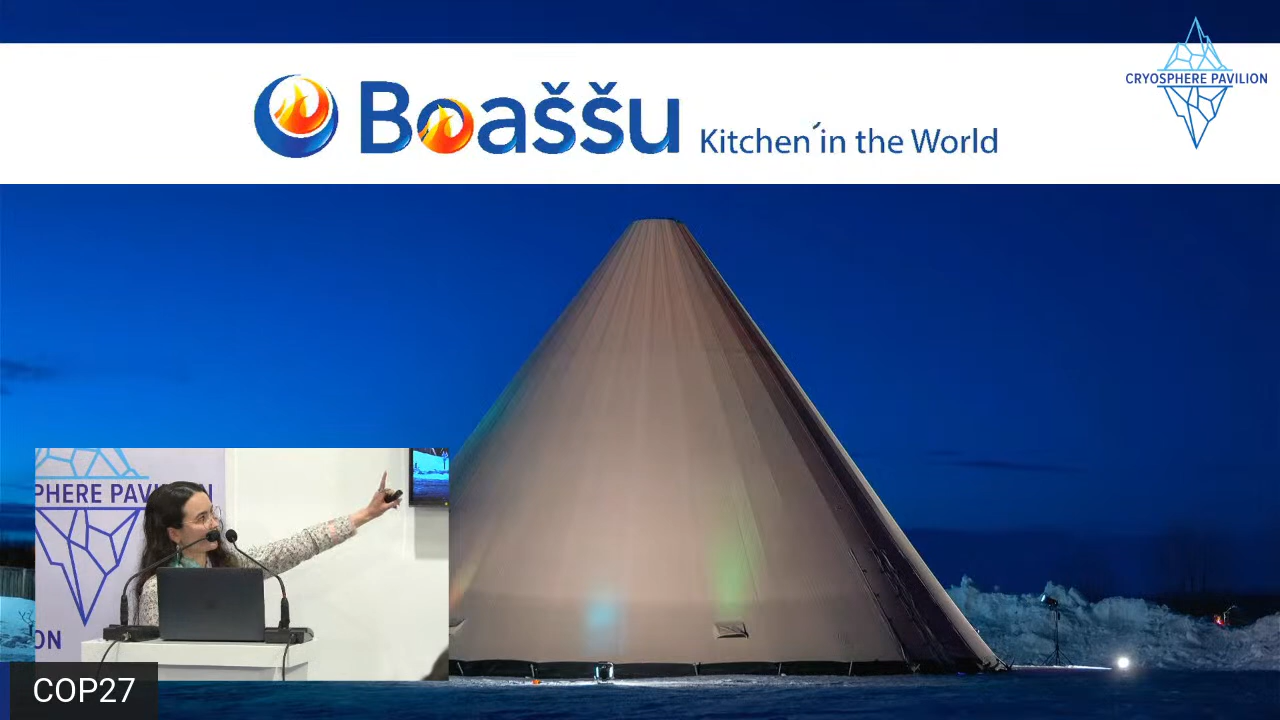 Boaššu Kitchen ́in the World
CRYOSPHERE PAVILION
PHERE PAV N
ON
COP27